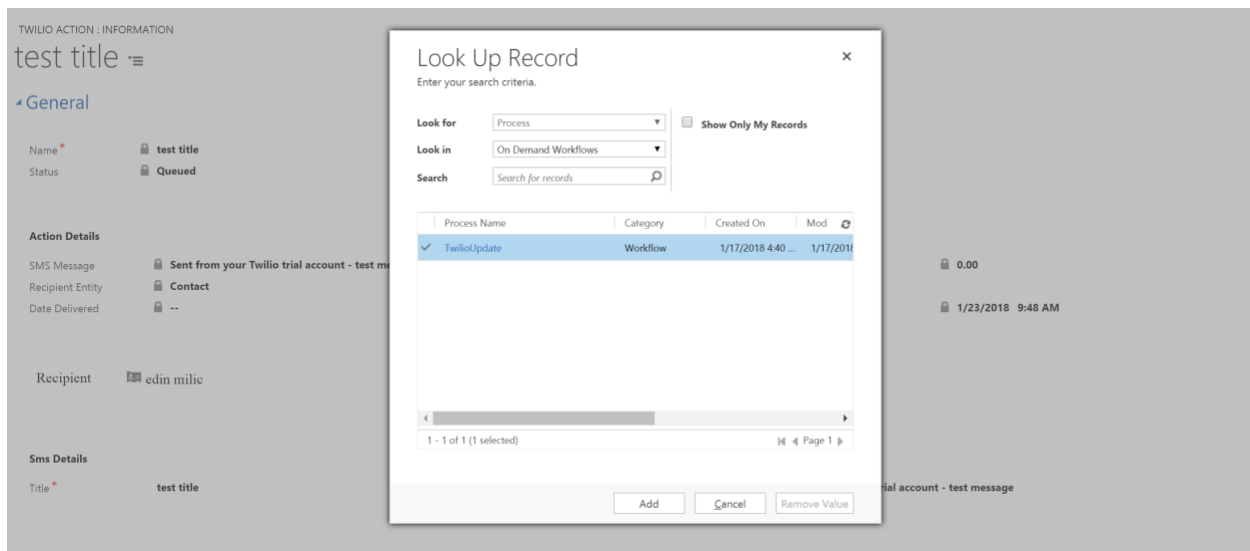 TWILIO ACTION : INFORMATION
test title
General
Name* test title
Status Queued
Action Details
SMS Message Sent from your Twilio trial account - test me
0.00
Recipient Entity Contact
Date Delivered --
1/23/2018 9:48 AM
Recipient edin milic
Sms Details
Title* test title
rial account - test message
Look Up Record
Enter your search criteria.
Look for Process
Show Only My Records
Look in On Demand Workflows
Search Search for records
Process Name Category Created On Mod
TwilioUpdate Workflow 1/17/2018 4:40 ... 1/17/2018
1 - 1 of 1 (1 selected) Page 1
Add Cancel Remove Value